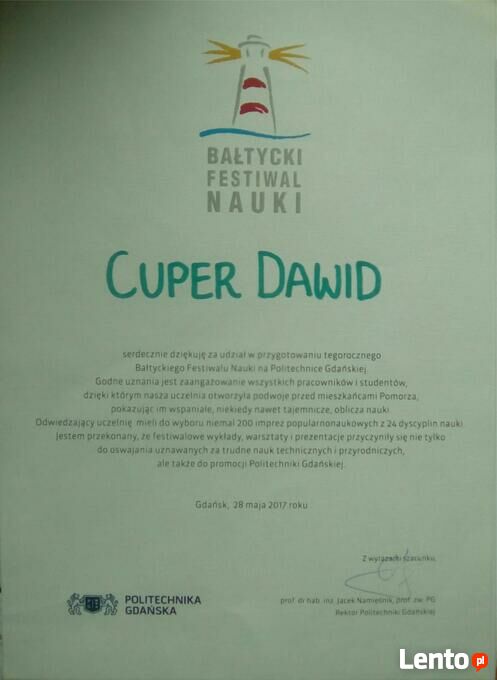 BAŁTYCKI
FESTIWAL
NAUKI
CUPER DAWID
serdecznie dziękuję za udział w przygotowaniu tegorocznego
Bałtyckiego Festiwalu Nauki na Politechnice Gdańskiej.
Godne uznania jest zaangażowanie wszystkich pracowników i studentów,
dzięki którym nasza uczelnia otworzyła podwoje przed mieszkańcami Pomorza,
pokazując im wspaniałe, niekiedy nawet tajemnicze, oblicza nauki.
Odwiedzający uczelnię mieli do wyboru niemal 200 imprez popularnonaukowych z 24 dyscyplin nauki.
Jestem przekonany, że festiwalowe wykłady, warsztaty i prezentacje przyczyniły się nie tylko
do oswajania uznawanych za trudne nauk technicznych i przyrodniczych,
ale także do promocji Politechniki Gdańskiej.
Gdańsk, 28 maja 2017 roku
Z wyrazami szacunku,
prof. dr hab. inż. Jacek Namieśnik, prof. zw. PG
Rektor Politechniki Gdańskiej
POLITECHNIKA
GDAŃSKA
Lento.pl